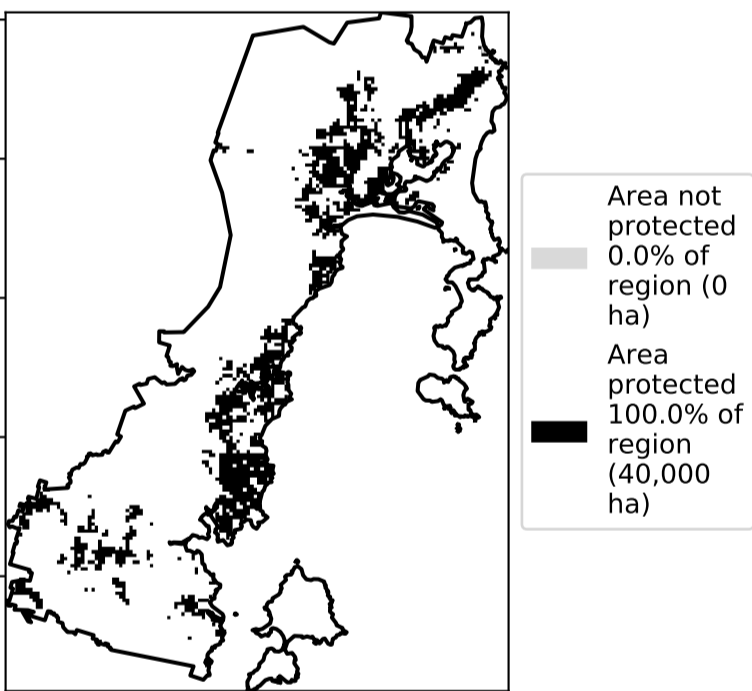 Area not
protected
0.0% of
region (0
ha)
Area
protected
100.0% of
region
(40,000
ha)